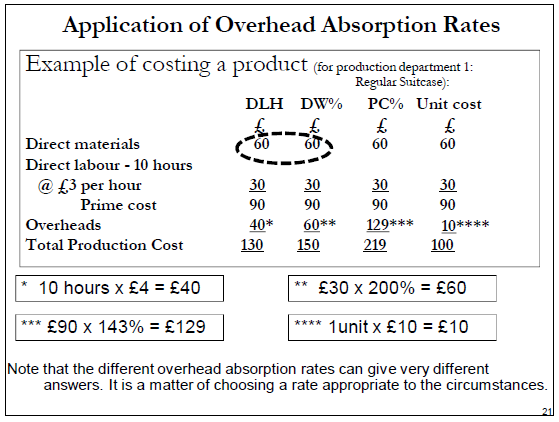 Application of Overhead Absorption Rates
Example of costing a product (for production department 1:
Regular Suitcase):
DLH DW% PC% Unit cost
£ £ £ £
Direct materials 60 60 60 60
Direct labour - 10 hours
@ £3 per hour 30 30 30 30
Prime cost 90 90 90 90
Overheads 40* 60** 129*** 10****
Total Production Cost 130 150 219 100
* 10 hours x £4 = £40
** £30 x 200% = £60
*** £90 x 143% = £129
**** 1unit x £10 = £10
Note that the different overhead absorption rates can give very different
answers. It is a matter of choosing a rate appropriate to the circumstances.
21